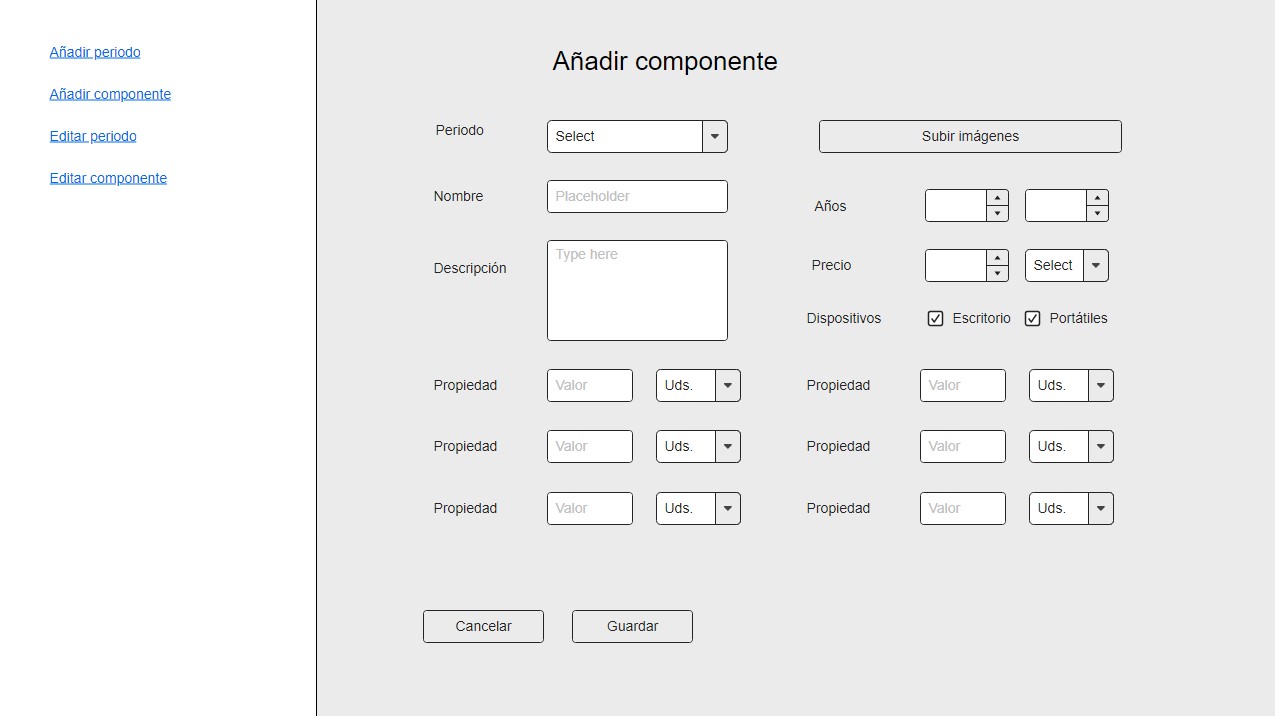 Añadir periodo
Añadir componente
Editar periodo
Editar componente
Añadir componente
Periodo Select
Nombre Placeholder
Descripción Type here
Subir imágenes
Años
Precio Select
Dispositivos Escritorio Portátiles
Propiedad Valor Uds. Propiedad Valor Uds.
Propiedad Valor Uds. Propiedad Valor Uds.
Propiedad Valor Uds. Propiedad Valor Uds.
Cancelar Guardar